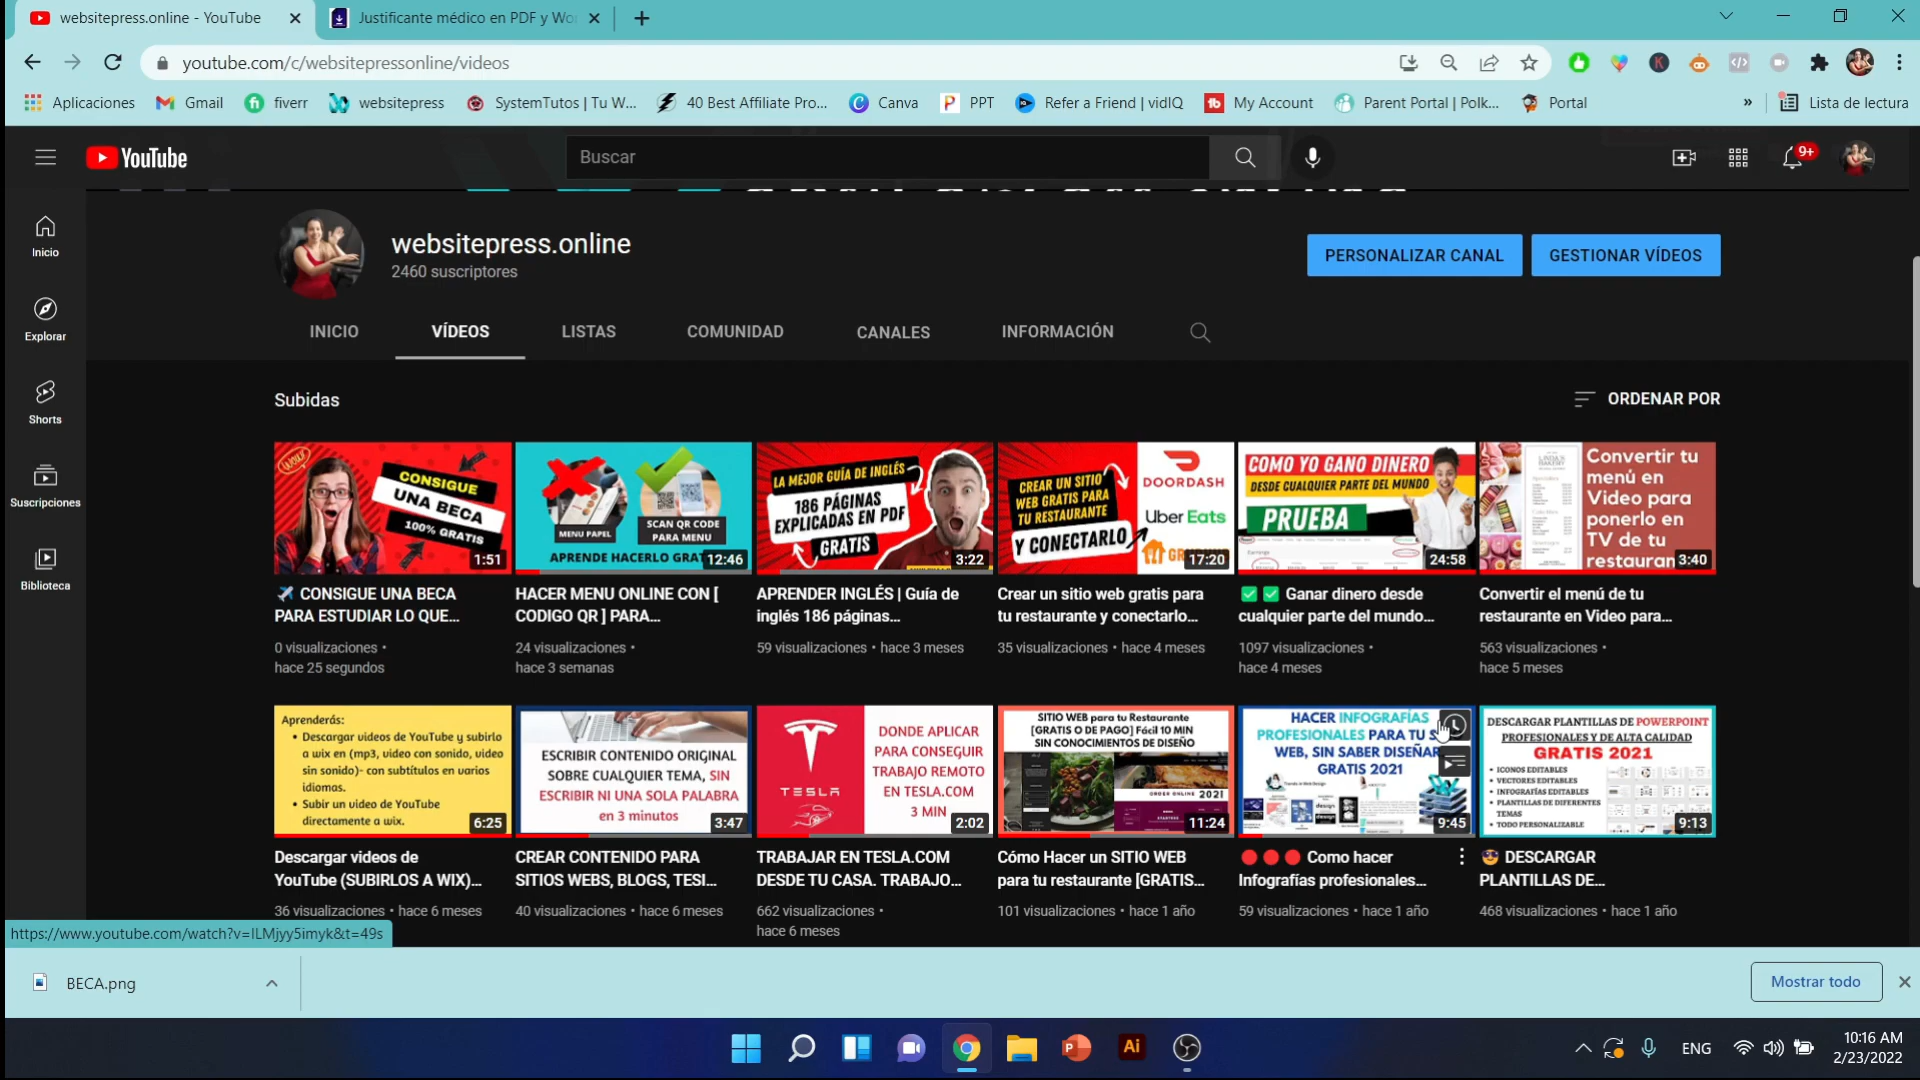 websitepress.online - YouTube
Justificante médico en PDF y Wo
youtube.com/c/websitepressonline/videos
Aplicaciones
Gmail
fiverr
websitepress
SystemTutos | Tu W...
40 Best Affiliate Pro...
Canva
PPT
Refer a Friend | vidIQ
My Account
Parent Portal | Polk...
Portal
»
Lista de lectura
YouTube
Buscar
9+
Inicio
Explorar
Shorts
Suscripciones
Biblioteca
websitepress.online
2460 suscriptores
PERSONALIZAR CANAL
GESTIONAR VÍDEOS
INICIO
VÍDEOS
LISTAS
COMUNIDAD
CANALES
INFORMACIÓN
Subidas
ORDENAR POR
WOW!
CONSIGUE
UNA BECA
100% GRATIS
1:51
✈️ CONSIGUE UNA BECA
PARA ESTUDIAR LO QUE...
0 visualizaciones •
hace 25 segundos
MENU PAPEL
SCAN QR CODE
PARA MENU
APRENDE HACERLO GRAT
12:46
HACER MENU ONLINE CON [
CODIGO QR ] PARA...
24 visualizaciones •
hace 3 semanas
LA MEJOR GUÍA DE INGLÉS
186 PÁGINAS
EXPLICADAS EN PDF
GRATIS
3:22
APRENDER INGLÉS | Guía de
inglés 186 páginas...
59 visualizaciones • hace 3 meses
CREAR UN SITIO
WEB GRATIS PARA
TU RESTAURANTE
Y CONECTARLO
DOORDASH
Uber Eats
17:20
Crear un sitio web gratis para
tu restaurante y conectarlo...
35 visualizaciones • hace 4 meses
COMO YO GANO DINERO
DESDE CUALQUIER PARTE DEL MUNDO
PRUEBA
24:58
✅ ✅ Ganar dinero desde
cualquier parte del mundo...
1097 visualizaciones •
hace 4 meses
Convertir tu
menú en
Video para
ponerlo en
TV de tu
restauran
3:40
Convertir el menú de tu
restaurante en Video para...
563 visualizaciones •
hace 5 meses
Aprenderás:
• Descargar videos de YouTube y subirlo
a wix en (mp3, video con sonido, video
sin sonido)- con subtítulos en varios
idiomas.
• Subir un video de YouTube
directamente a wix.
6:25
Descargar videos de
YouTube (SUBIRLOS A WIX)...
36 visualizaciones • hace 6 meses
ESCRIBIR CONTENIDO ORIGINAL
SOBRE CUALQUIER TEMA, SIN
ESCRIBIR NI UNA SOLA PALABRA
en 3 minutos
3:47
CREAR CONTENIDO PARA
SITIOS WEBS, BLOGS, TESI...
40 visualizaciones • hace 6 meses
TESLA
DONDE APLICAR
PARA CONSEGUIR
TRABAJO REMOTO
EN TESLA.COM
3 MIN
2:02
TRABAJAR EN TESLA.COM
DESDE TU CASA. TRABAJO...
662 visualizaciones •
hace 6 meses
SITIO WEB para tu Restaurante
[GRATIS O DE PAGO] Fácil 10 MIN
SIN CONOCIMIENTOS DE DISEÑO
ORDER ONLINE 2021
11:24
Cómo Hacer un SITIO WEB
para tu restaurante [GRATIS...
101 visualizaciones • hace 1 año
HACER INFOGRAFÍAS
PROFESIONALES PARA TU S
WEB, SIN SABER DISEÑAR
GRATIS 2021
9:45
🔴🔴🔴 Como hacer
Infografías profesionales...
59 visualizaciones • hace 1 año
DESCARGAR PLANTILLAS DE POWERPOINT
PROFESIONALES Y DE ALTA CALIDAD
GRATIS 2021
• ICONOS EDITABLES
• VECTORES EDITABLES
• INFOGRAFÍAS EDITABLES
• PLANTILLAS DE DIFERENTES
TEMAS
• TODO PERSONALIZABLE
9:13
😎 DESCARGAR
PLANTILLAS DE...
468 visualizaciones • hace 1 año
https://www.youtube.com/watch?v=ILMjyy5imyk&t=49s
BECA.png
Mostrar todo
Ai
ENG
10:16 AM
2/23/2022